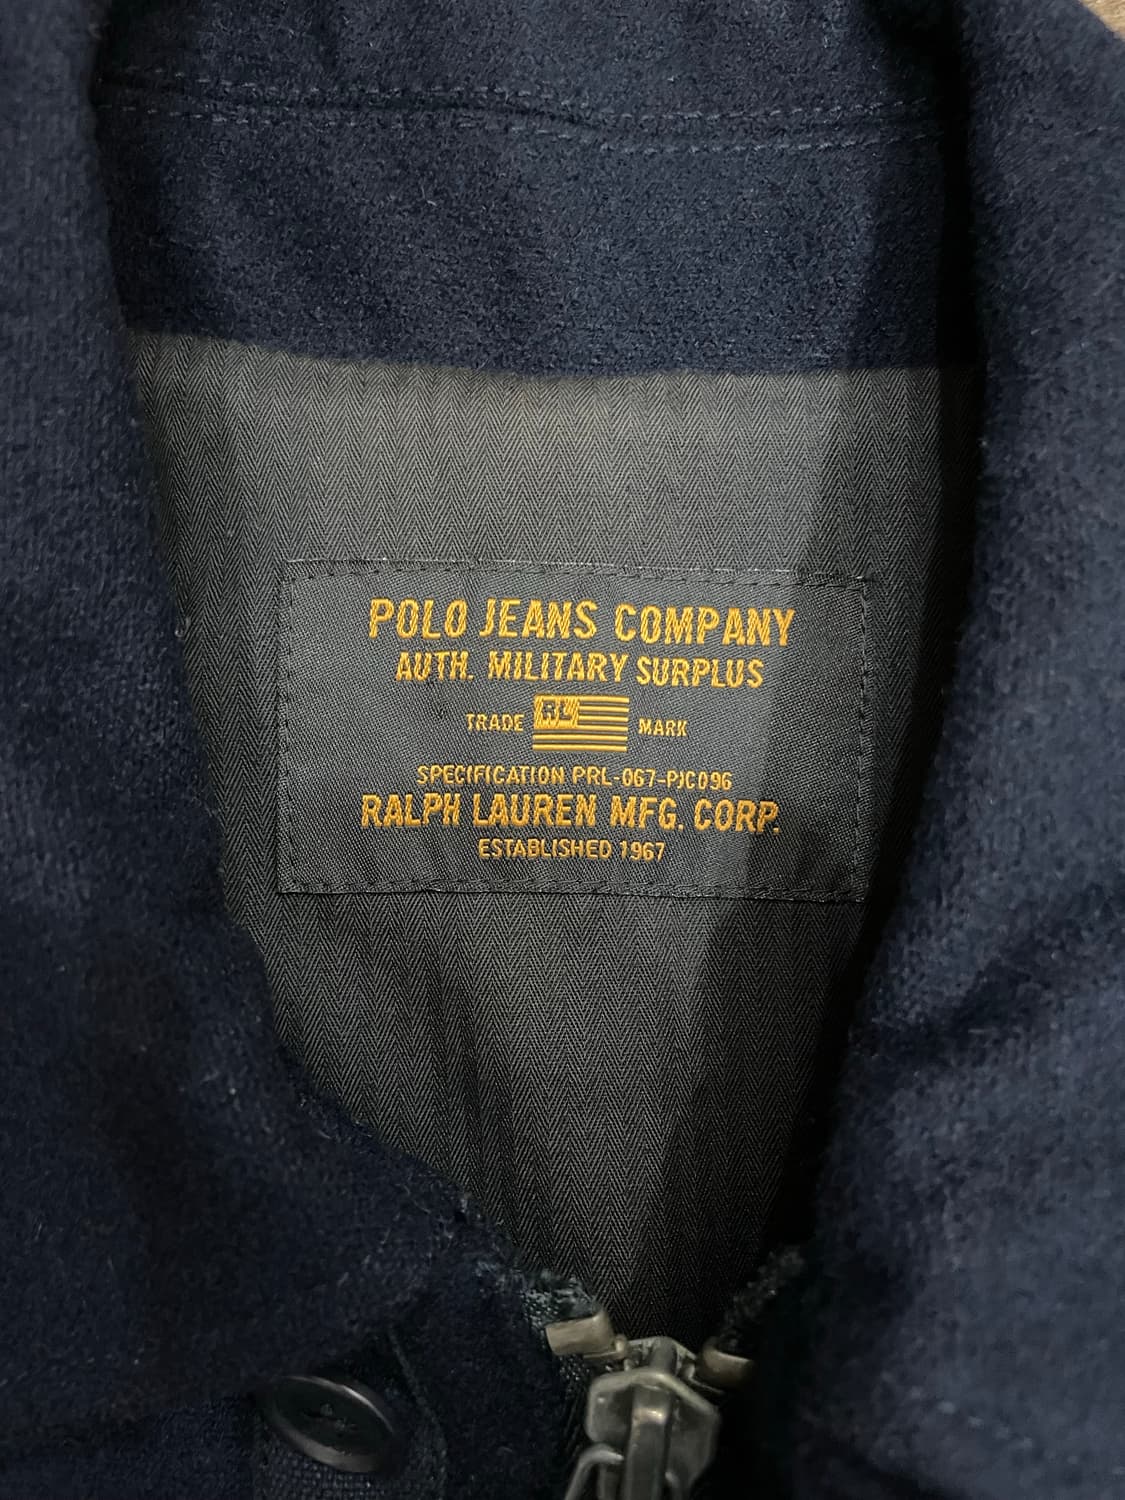 POLO JEANS COMPANY
AUTH. MILITARY SURPLUS
TRADE RL MARK
SPECIFICATION PRL-067-PJC096
RALPH LAUREN MFG. CORP.
ESTABLISHED 1967